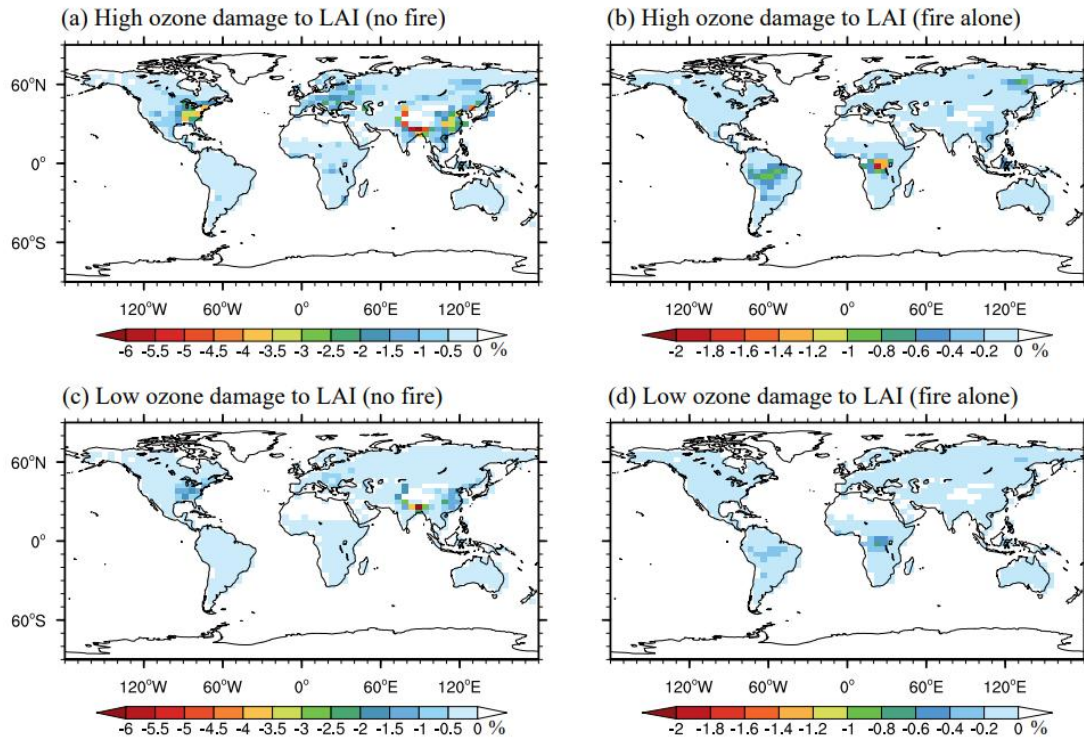 (a) High ozone damage to LAI (no fire)
(b) High ozone damage to LAI (fire alone)
60°N
0°
60°S
120°W 60°W 0° 60°E 120°E
120°W 60°W 0° 60°E 120°E
-6 -5.5 -5 -4.5 -4 -3.5 -3 -2.5 -2 -1.5 -1 -0.5 0 %
-2 -1.8 -1.6 -1.4 -1.2 -1 -0.8 -0.6 -0.4 -0.2 0 %
(c) Low ozone damage to LAI (no fire)
(d) Low ozone damage to LAI (fire alone)
60°N
0°
60°S
120°W 60°W 0° 60°E 120°E
120°W 60°W 0° 60°E 120°E
-6 -5.5 -5 -4.5 -4 -3.5 -3 -2.5 -2 -1.5 -1 -0.5 0 %
-2 -1.8 -1.6 -1.4 -1.2 -1 -0.8 -0.6 -0.4 -0.2 0 %